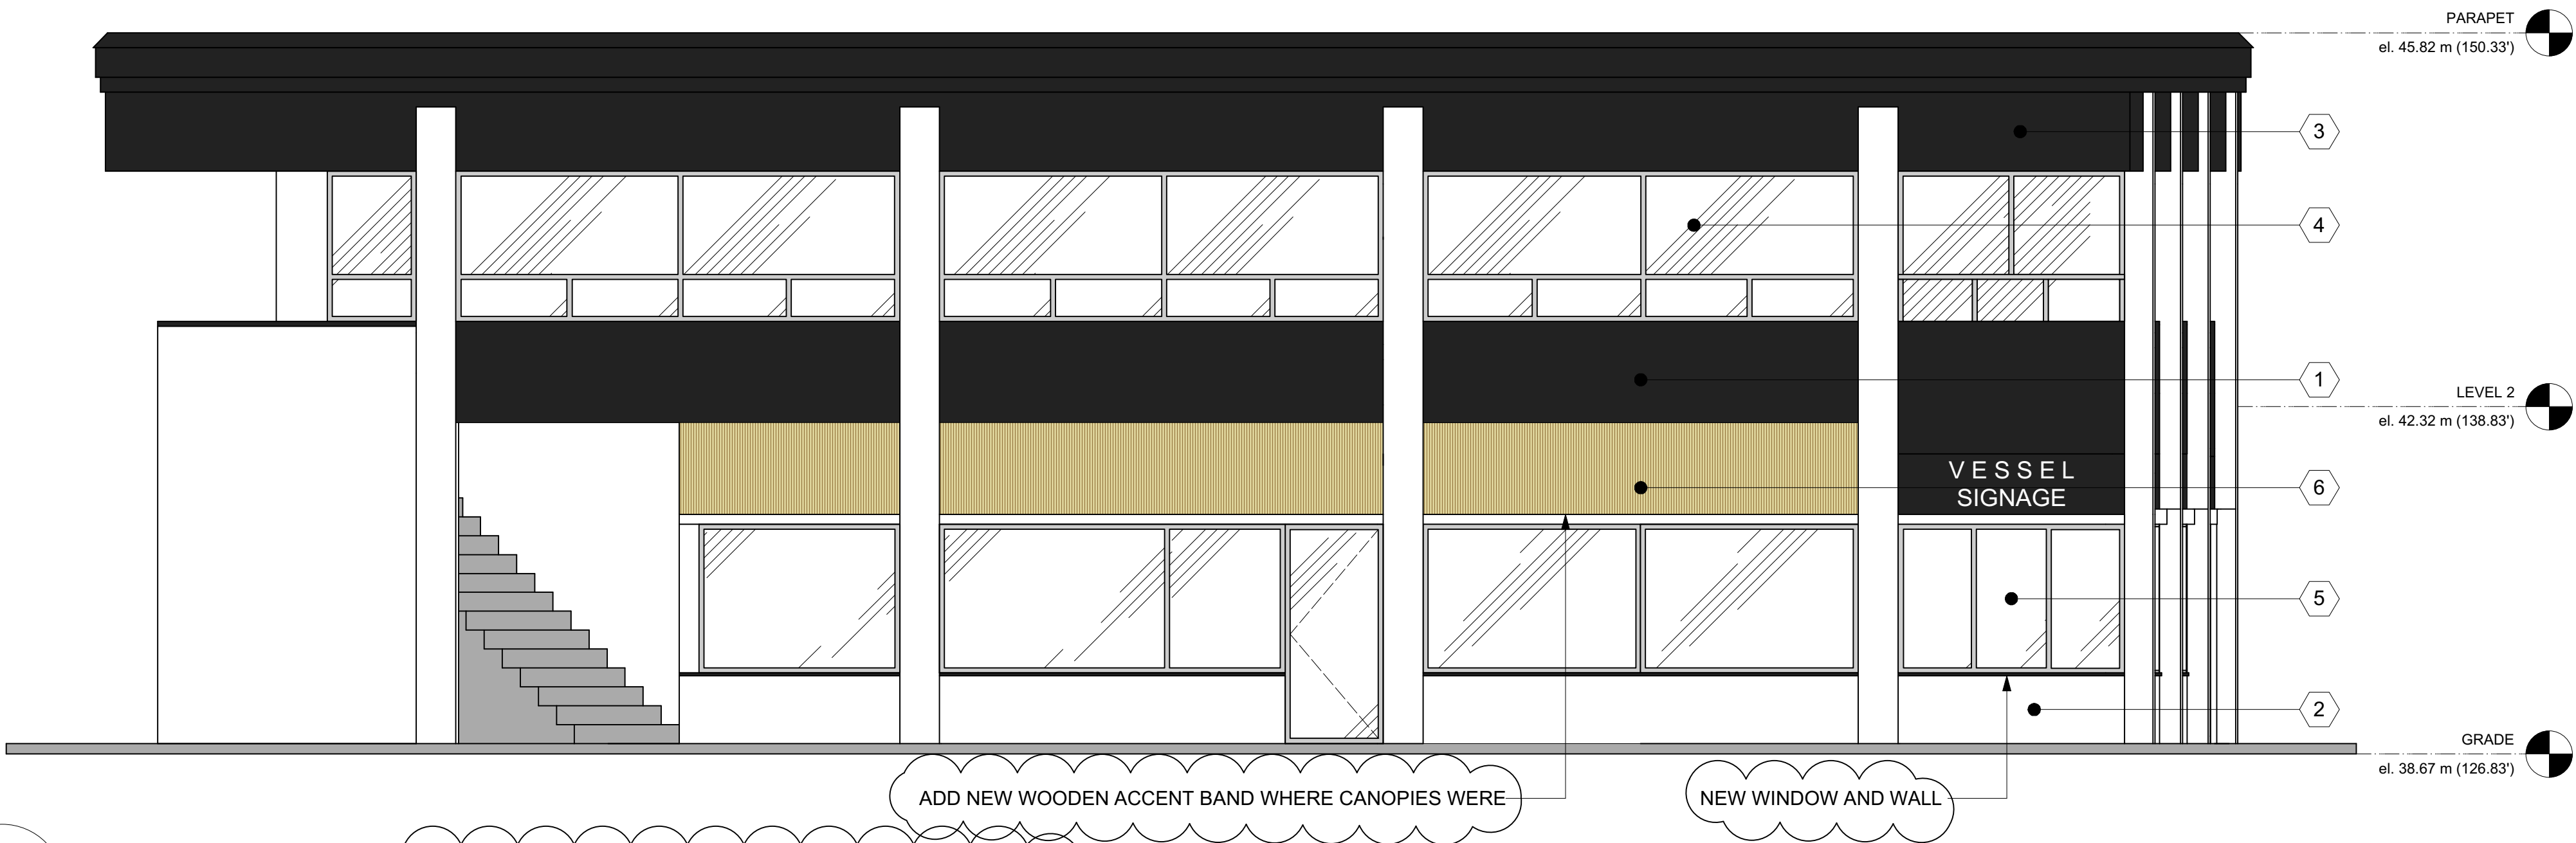 PARAPET
el. 45.82 m (150.33')
3
4
1
LEVEL 2
el. 42.32 m (138.83')
VESSEL
SIGNAGE
6
5
2
GRADE
el. 38.67 m (126.83')
ADD NEW WOODEN ACCENT BAND WHERE CANOPIES WERE
NEW WINDOW AND WALL